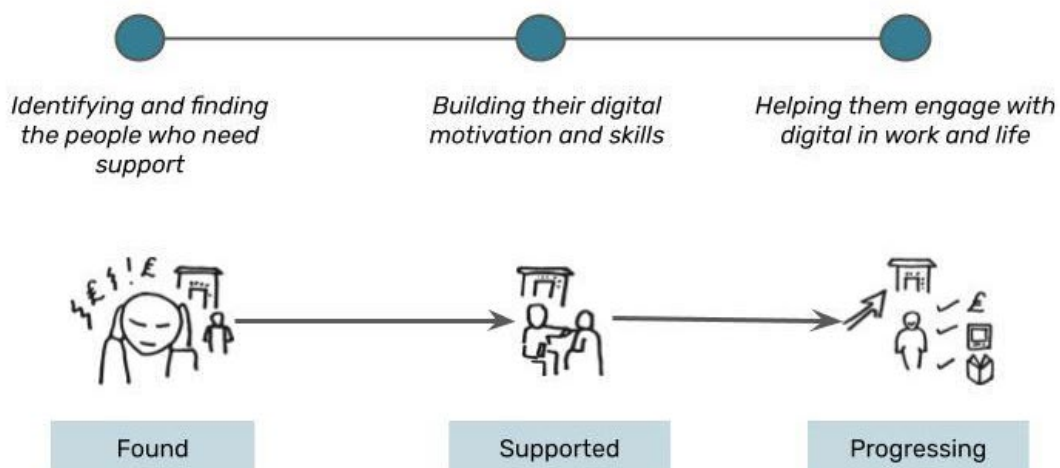 Identifying and finding
the people who need
support
Building their digital
motivation and skills
Helping them engage with
digital in work and life
£ ! £
£
Found
Supported
Progressing